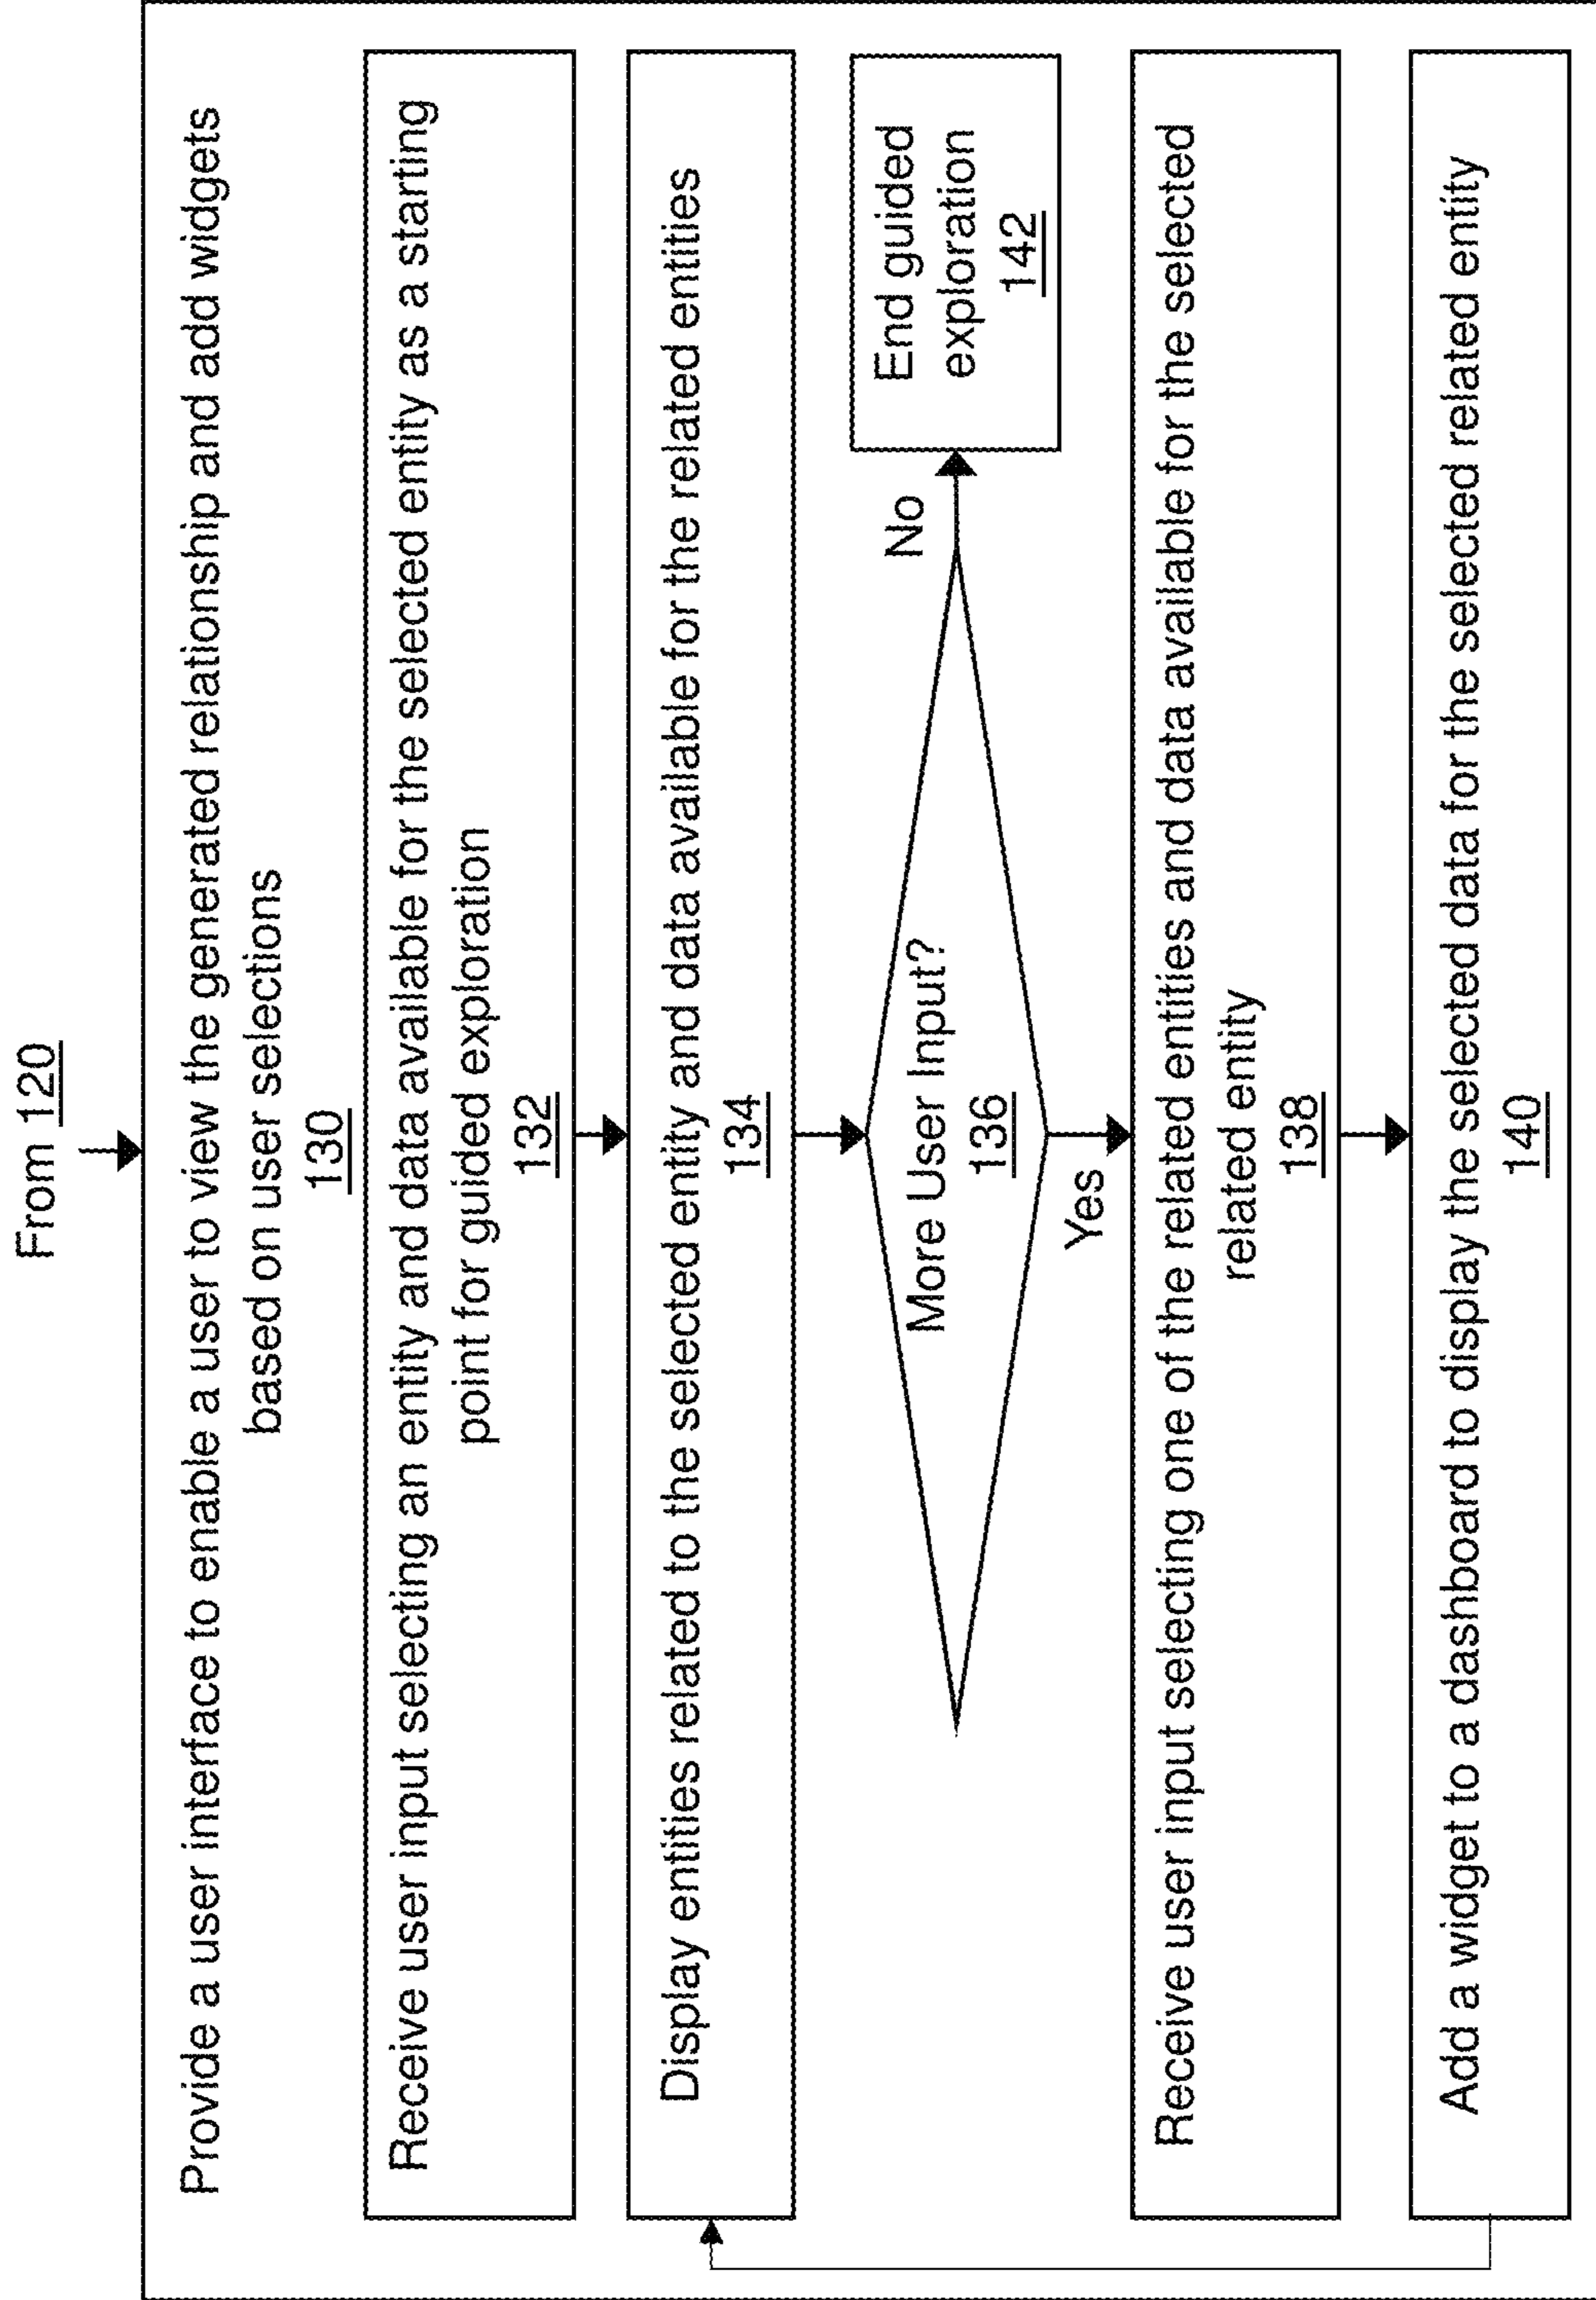 From 120
Provide a user interface to enable a user to view the generated relationship and add widgets
based on user selections
130
Receive user input selecting an entity and data available for the selected entity as a starting
point for guided exploration
132
Display entities related to the selected entity and data available for the related entities
134
More User Input?
136
No
End guided
exploration
142
Yes
Receive user input selecting one of the related entities and data available for the selected
related entity
138
Add a widget to a dashboard to display the selected data for the selected related entity
140